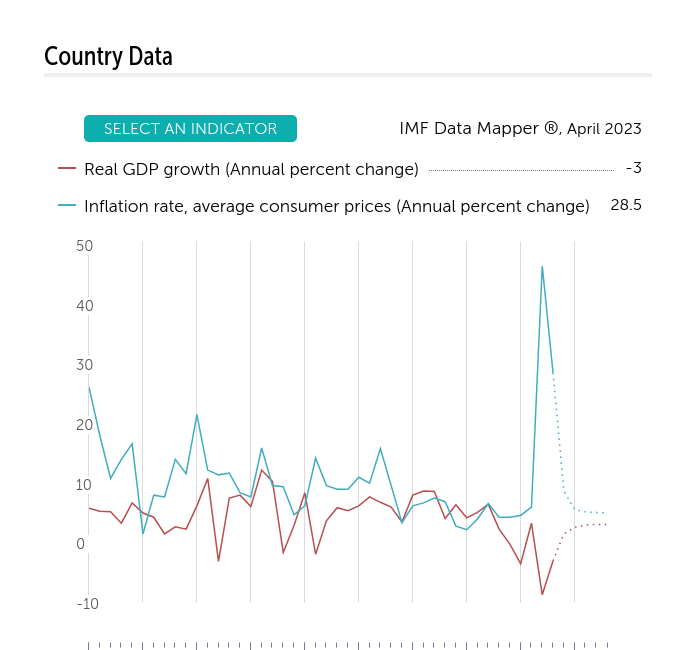 Country Data
SELECT AN INDICATOR
IMF Data Mapper ®, April 2023
Real GDP growth (Annual percent change) -3
Inflation rate, average consumer prices (Annual percent change) 28.5
50
40
30
20
10
0
-10